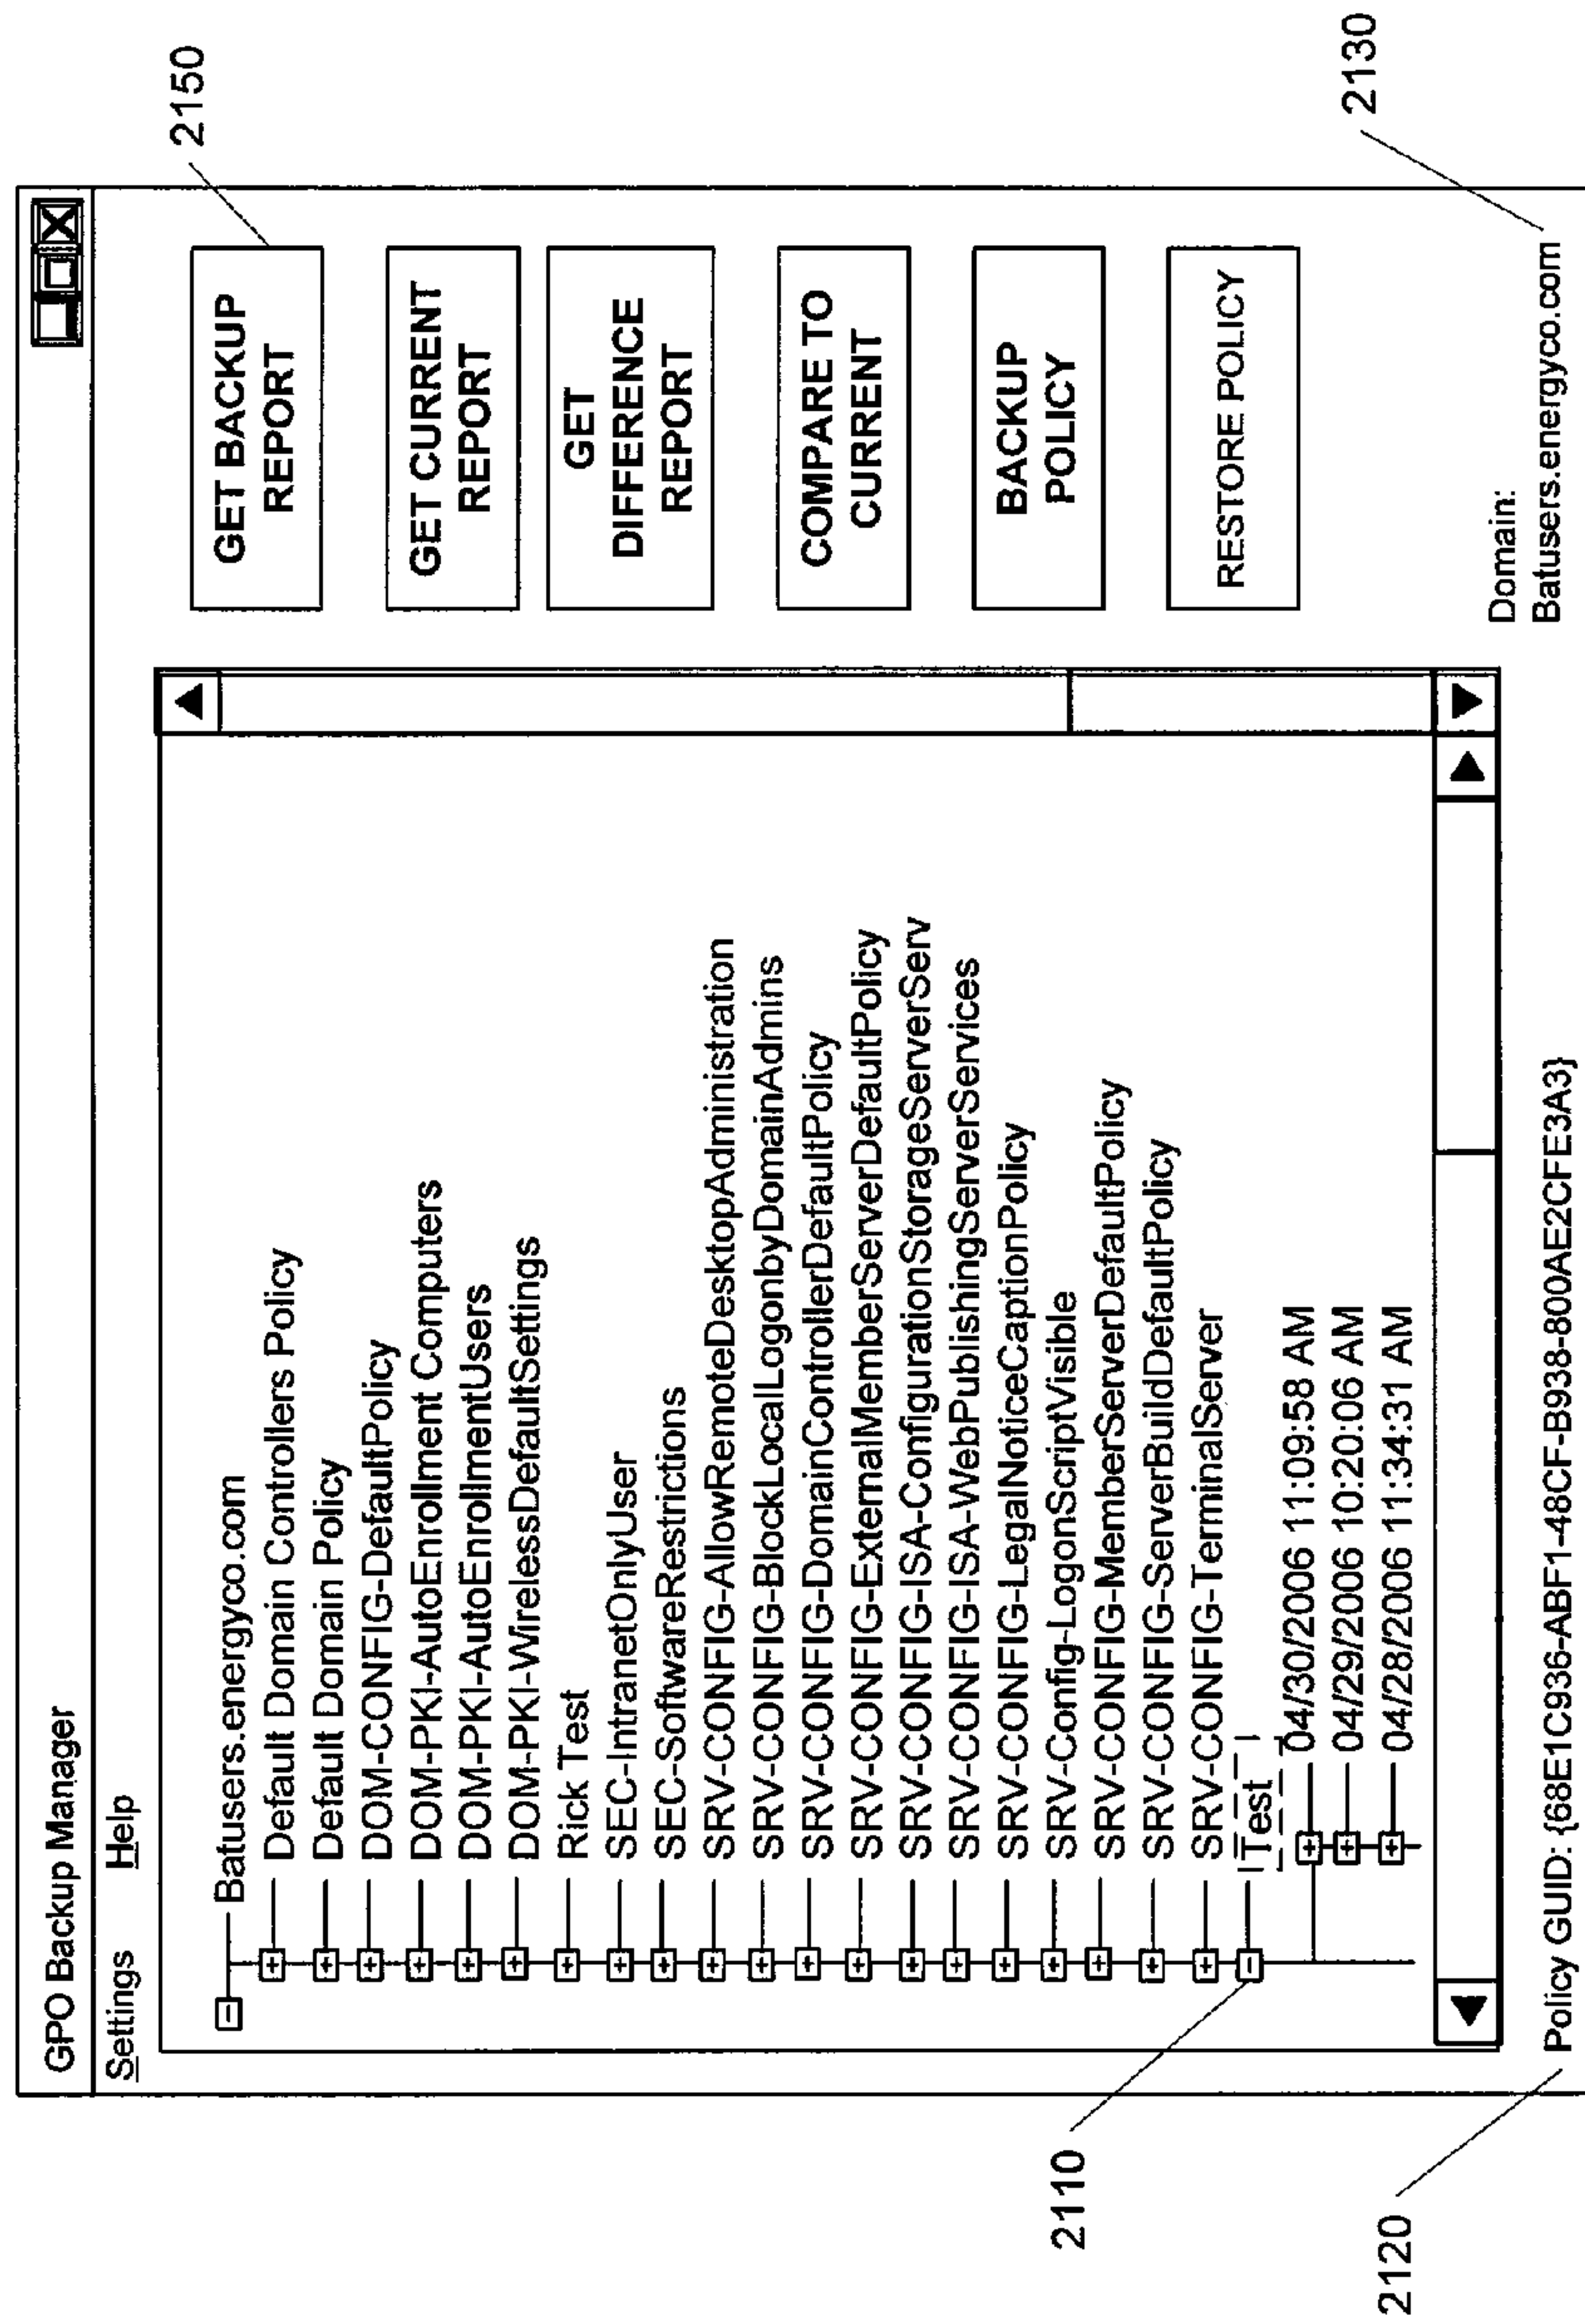 GPO Backup Manager
Settings Help
Batusers.energyco.com
Default Domain Controllers Policy
Default Domain Policy
DOM-CONFIG-DefaultPolicy
DOM-PKI-AutoEnrollment Computers
DOM-PKI-AutoEnrollmentUsers
DOM-PKI-WirelessDefaultSettings
Rick Test
SEC-IntranetOnlyUser
SEC-SoftwareRestrictions
SRV-CONFIG-AllowRemoteDesktopAdministration
SRV-CONFIG-BlockLocalLogonbyDomainAdmins
SRV-CONFIG-DomainControllerDefaultPolicy
SRV-CONFIG-ExternalMemberServerDefaultPolicy
SRV-CONFIG-ISA-ConfigurationStorageServerServ
SRV-CONFIG-ISA-WebPublishingServerServices
SRV-CONFIG-LegalNoticeCaptionPolicy
SRV-Config-LogonScriptVisible
SRV-CONFIG-MemberServerDefaultPolicy
SRV-CONFIG-ServerBuildDefaultPolicy
SRV-CONFIG-TerminalServer
Test
04/30/2006 11:09:58 AM
04/29/2006 10:20:06 AM
04/28/2006 11:34:31 AM
GET BACKUP
REPORT
GET CURRENT
REPORT
GET
DIFFERENCE
REPORT
COMPARE TO
CURRENT
BACKUP
POLICY
RESTORE POLICY
Domain:
Batusers.energyco.com
Policy GUID: {68E1C936-ABF1-48CF-B938-800AE2CFE3A3}
2150
2130
2110
2120